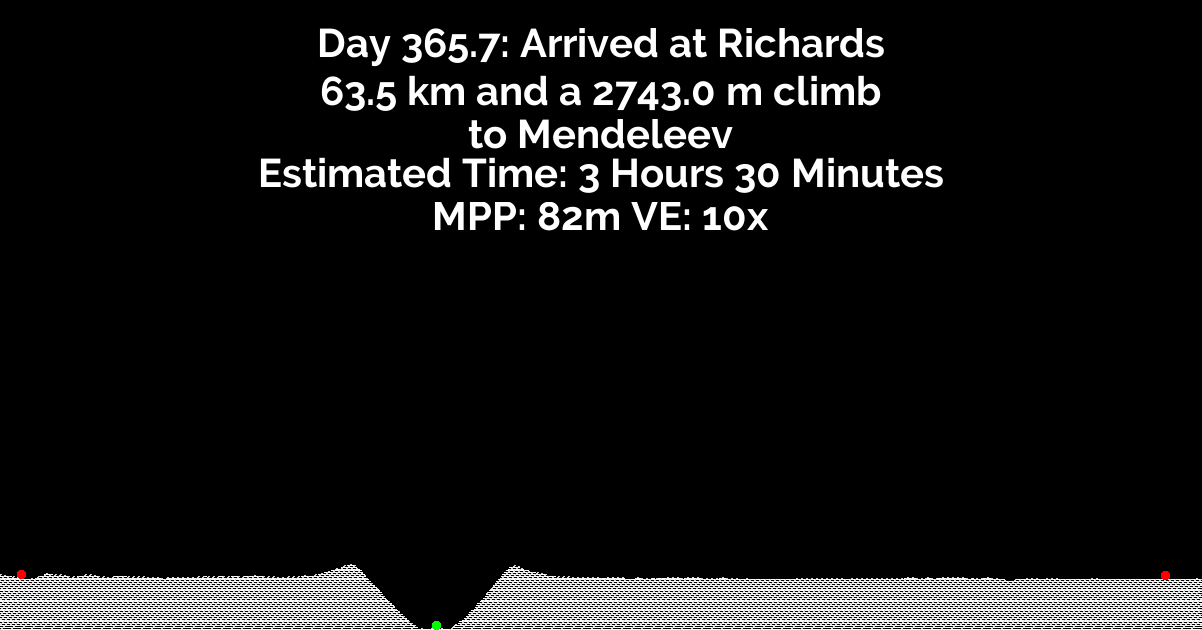 Day 365.7: Arrived at Richards
63.5 km and a 2743.0 m climb
to Mendeleev
Estimated Time: 3 Hours 30 Minutes
MPP: 82m VE: 10x